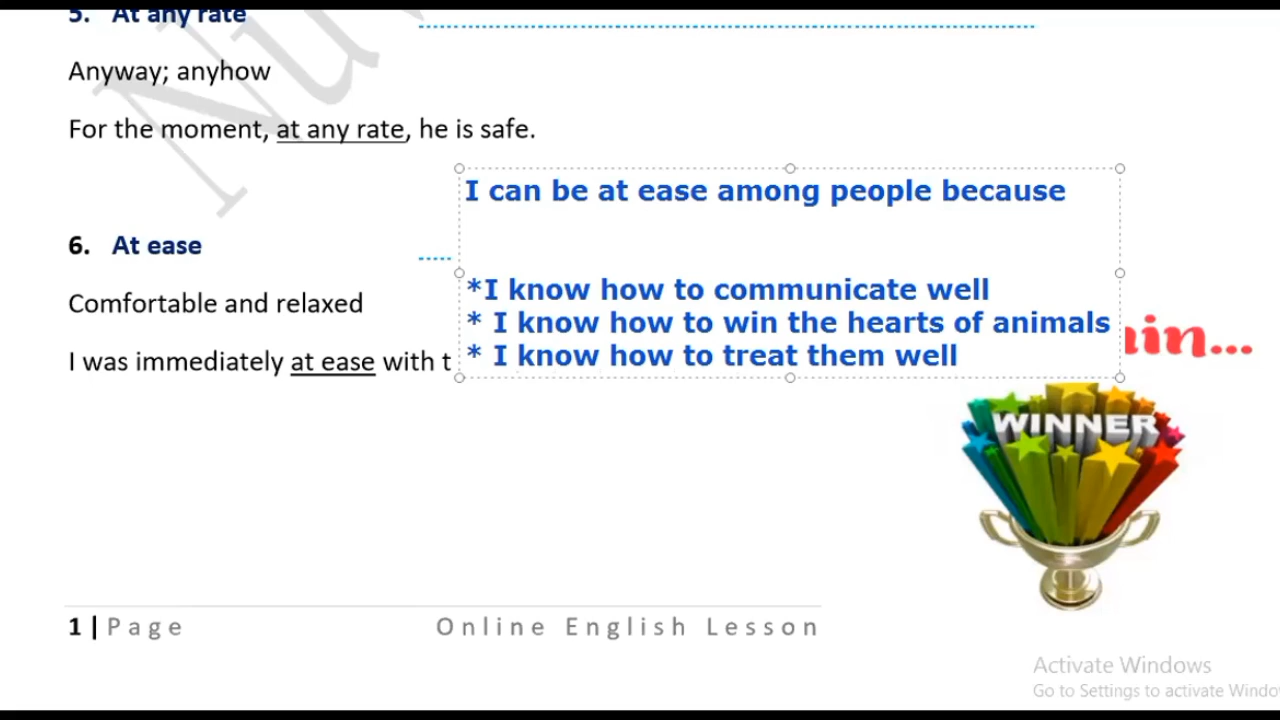 5. At any rate
Anyway; anyhow
For the moment, at any rate, he is safe.
I can be at ease among people because
6. At ease
*I know how to communicate well
Comfortable and relaxed
* I know how to win the hearts of animals
I was immediately at ease with t
* I know how to treat them well
WINNER
1 | Page
Online English Lesson
Activate Windows
Go to Settings to activate Windo